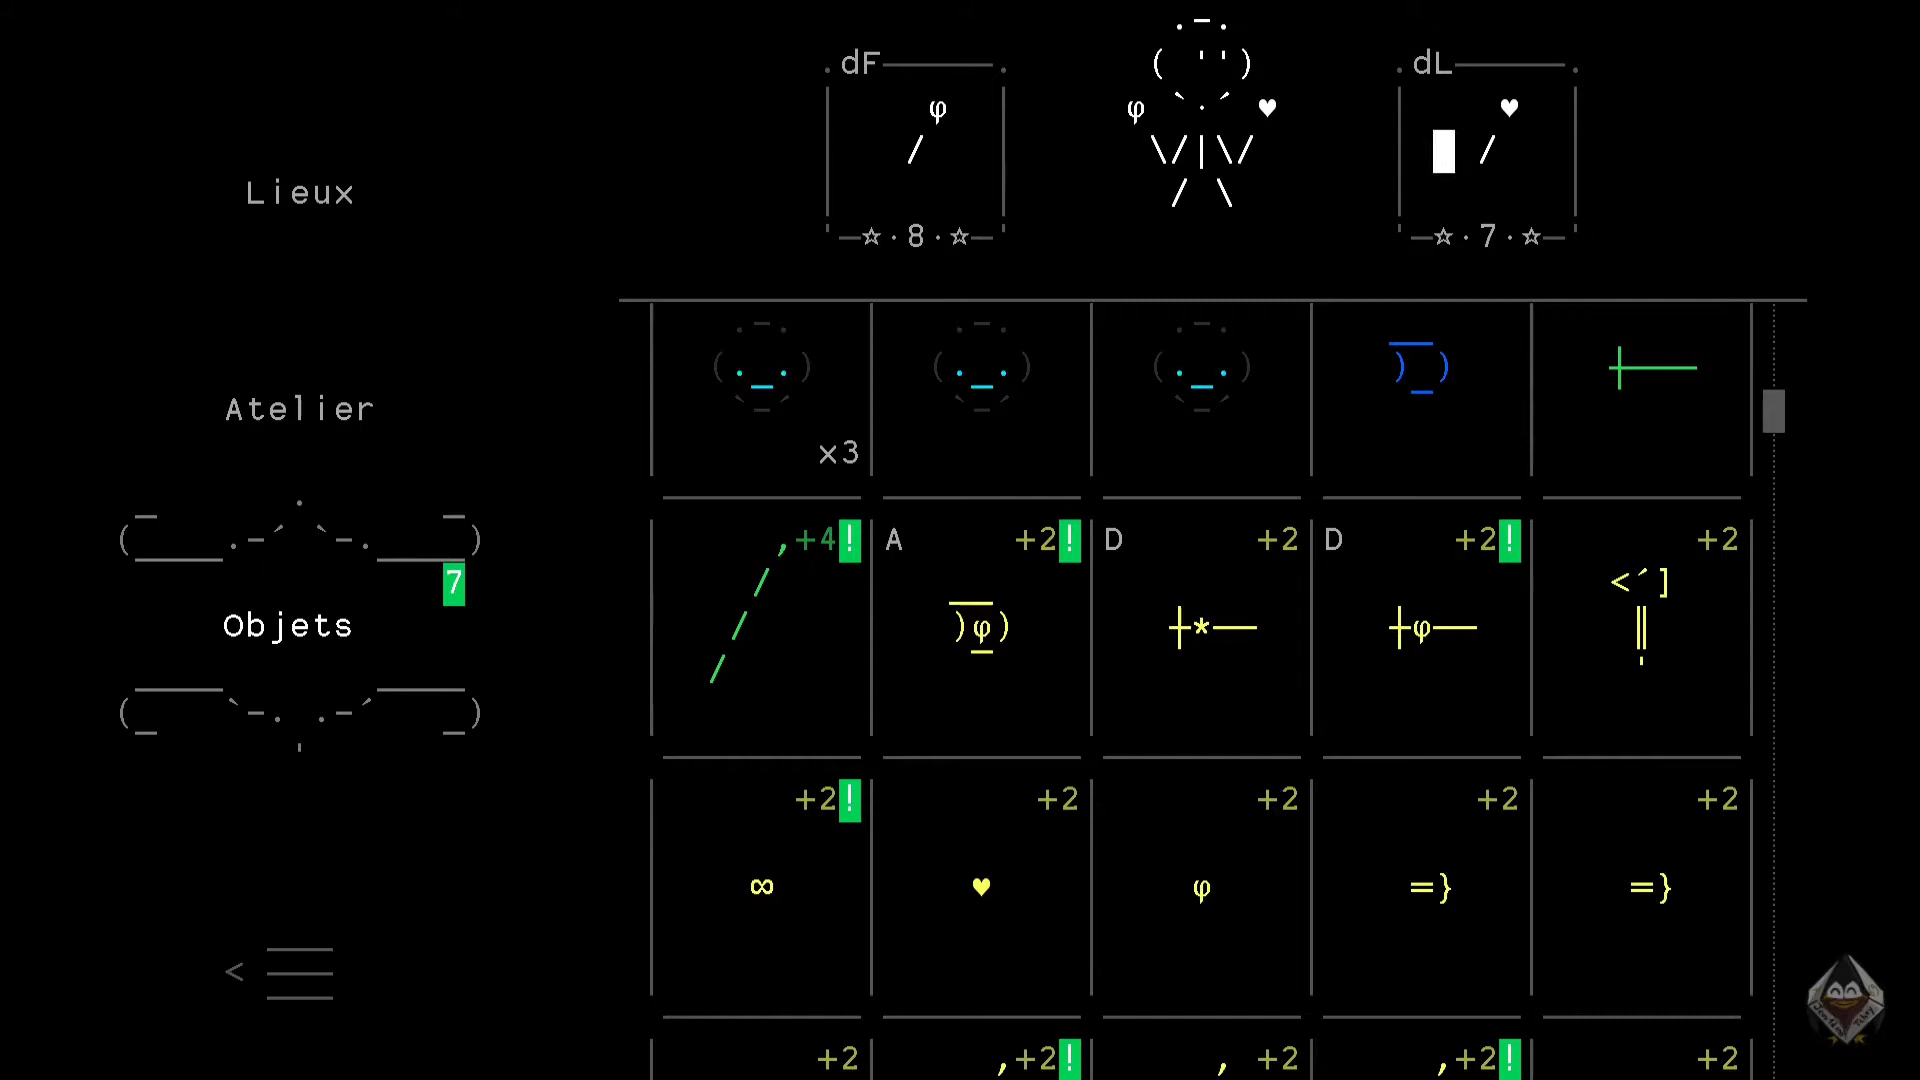 dF
dL
φ
♥
φ
♥
Lieux
☆·8·☆
☆·7·☆
Atelier
×3
7
Objets
,+4!
A +2!
D +2
D +2!
+2
)φ)
┼*──
┼φ──
<´]
+2!
+2
+2
+2
+2
∞
♥
φ
=}
=}
<
+2
,+2!
, +2
,+2!
+2